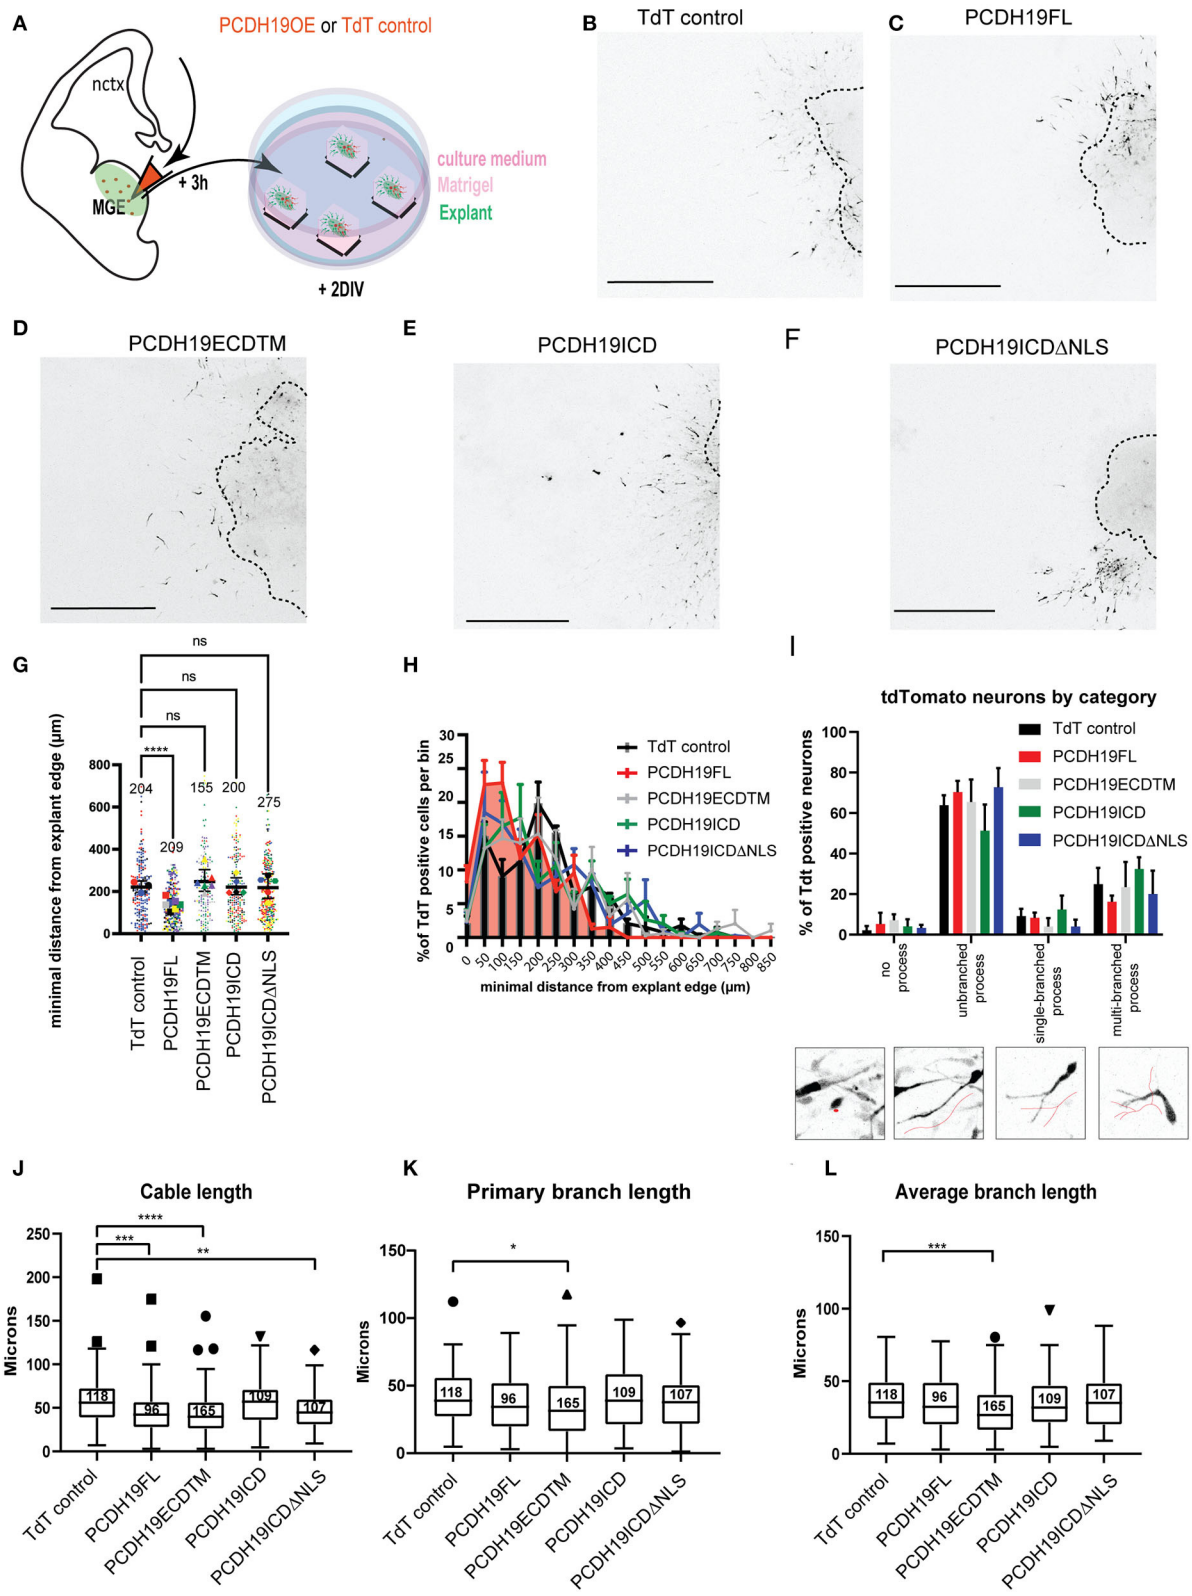 A
PCDH19OE or TdT control
nctx
+ 3h
MGE
culture medium
Matrigel
Explant
+ 2DIV
B
TdT control
C
PCDH19FL
D
PCDH19ECDTM
E
PCDH19ICD
F
PCDH19ICDΔNLS
G
ns
ns
ns
****
204
209
155
200
275
minimal distance from explant edge (µm)
800
600
400
200
0
TdT control
PCDH19FL
PCDH19ECDTM
PCDH19ICD
PCDH19ICDΔNLS
H
%of TdT positive cells per bin
30
25
20
15
10
5
0
TdT control
PCDH19FL
PCDH19ECDTM
PCDH19ICD
PCDH19ICDΔNLS
0 50 100 150 200 250 300 350 400 450 500 550 600 650 700 750 800 850
minimal distance from explant edge (µm)
I
tdTomato neurons by category
% of Tdt positive neurons
100
80
60
40
20
0
TdT control
PCDH19FL
PCDH19ECDTM
PCDH19ICD
PCDH19ICDΔNLS
no
process
unbranched
process
single-branched
process
multi-branched
process
J
Cable length
Microns
250
200
150
100
50
0
****
***
**
118
96
165
109
107
TdT control
PCDH19FL
PCDH19ECDTM
PCDH19ICD
PCDH19ICDΔNLS
K
Primary branch length
Microns
150
100
50
0
*
118
96
165
109
107
TdT control
PCDH19FL
PCDH19ECDTM
PCDH19ICD
PCDH19ICDΔNLS
L
Average branch length
Microns
150
100
50
0
***
118
96
165
109
107
TdT control
PCDH19FL
PCDH19ECDTM
PCDH19ICD
PCDH19ICDΔNLS